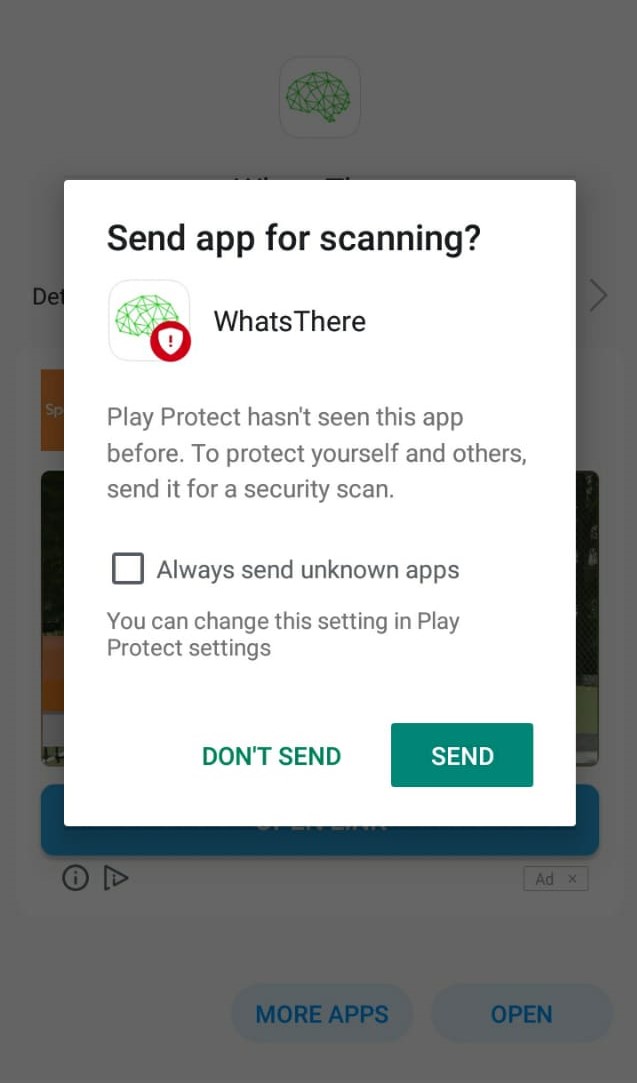 Send app for scanning?
WhatsThere
Play Protect hasn't seen this app
before. To protect yourself and others,
send it for a security scan.
Always send unknown apps
You can change this setting in Play
Protect settings
DON'T SEND
SEND
Ad
MORE APPS
OPEN